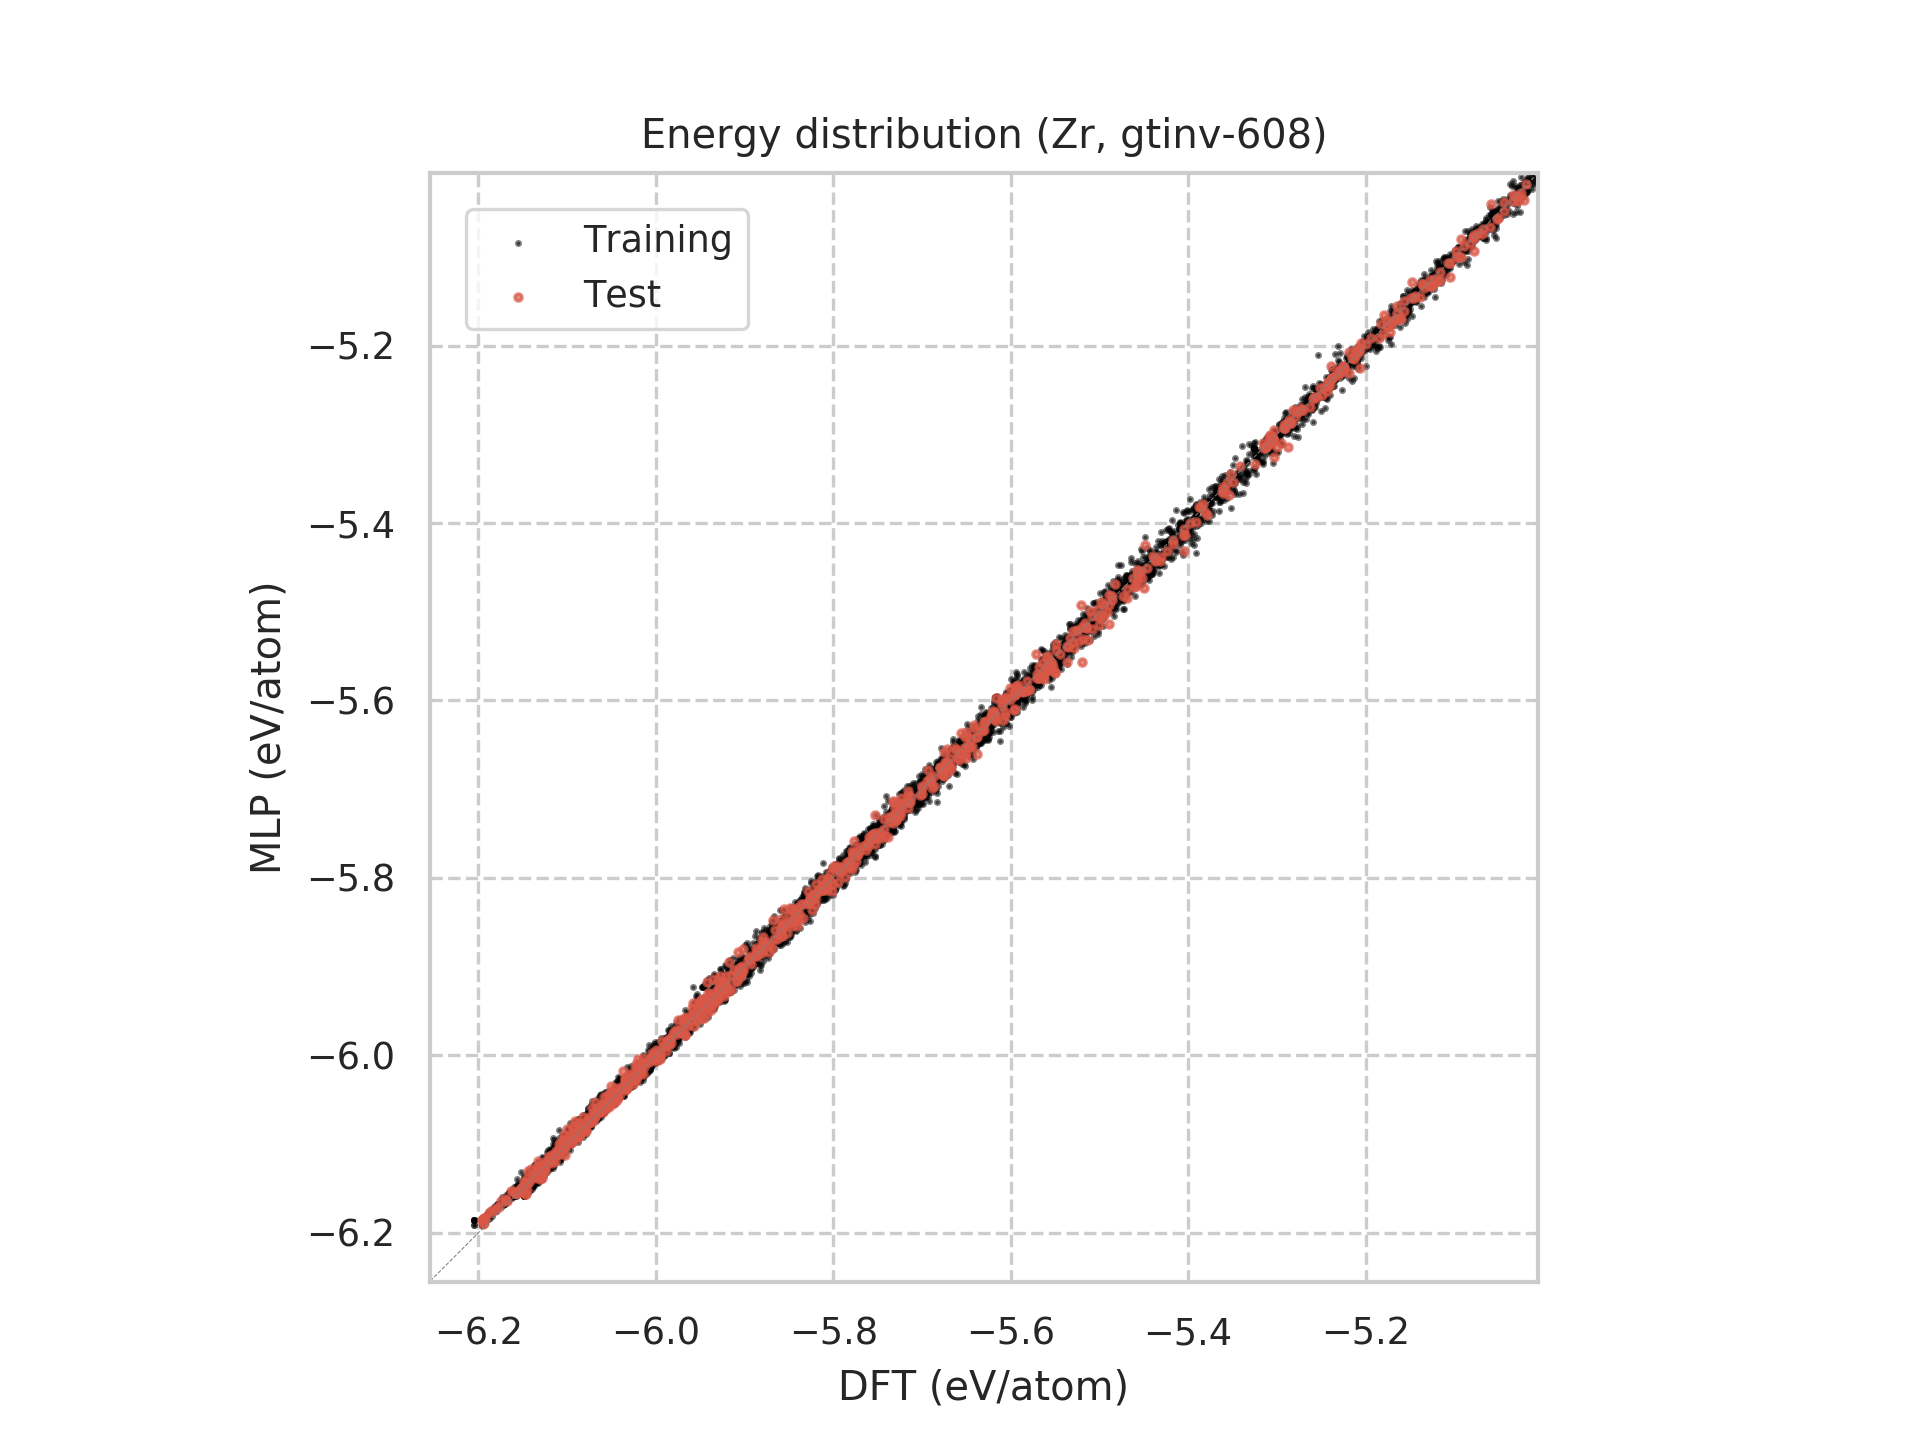 Energy distribution (Zr, gtinv-608)
Training
Test
MLP (eV/atom)
−5.2
−5.4
−5.6
−5.8
−6.0
−6.2
−6.2 −6.0 −5.8 −5.6 −5.4 −5.2
DFT (eV/atom)